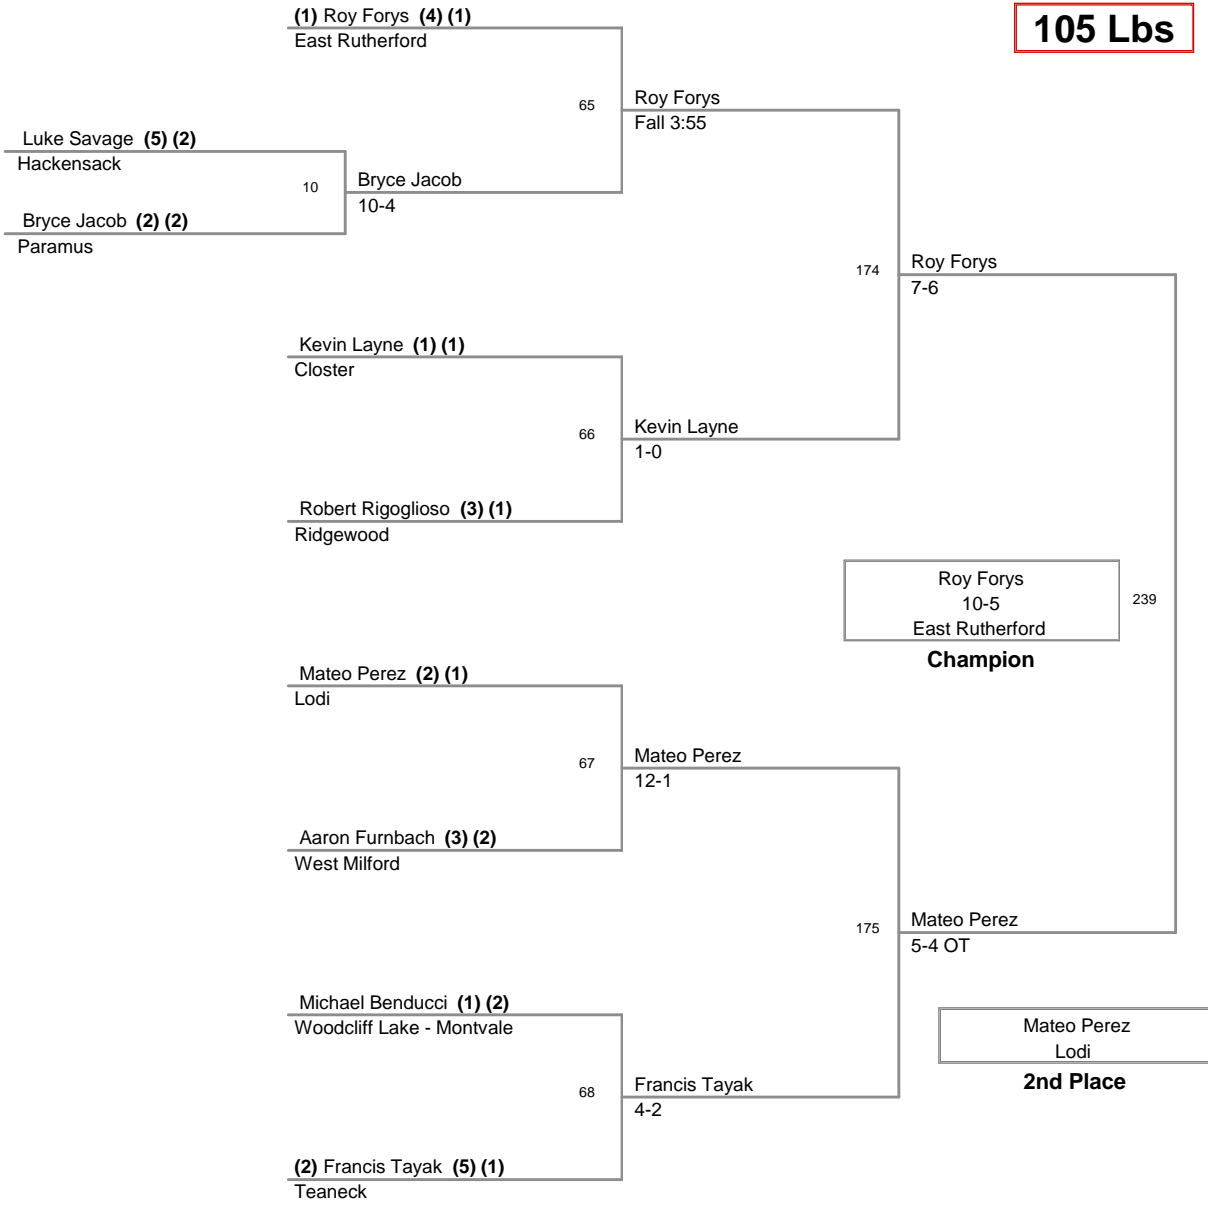 105 Lbs
(1) Roy Forys (4) (1)
East Rutherford
65
Roy Forys
Fall 3:55
Luke Savage (5) (2)
Hackensack
10
Bryce Jacob
10-4
Bryce Jacob (2) (2)
Paramus
174
Roy Forys
7-6
Kevin Layne (1) (1)
Closter
66
Kevin Layne
1-0
Robert Rigoglioso (3) (1)
Ridgewood
Roy Forys
10-5
East Rutherford
Champion
239
Mateo Perez (2) (1)
Lodi
67
Mateo Perez
12-1
Aaron Furnbach (3) (2)
West Milford
175
Mateo Perez
5-4 OT
Michael Benducci (1) (2)
Woodcliff Lake - Montvale
68
Francis Tayak
4-2
(2) Francis Tayak (5) (1)
Teaneck
Mateo Perez
Lodi
2nd Place